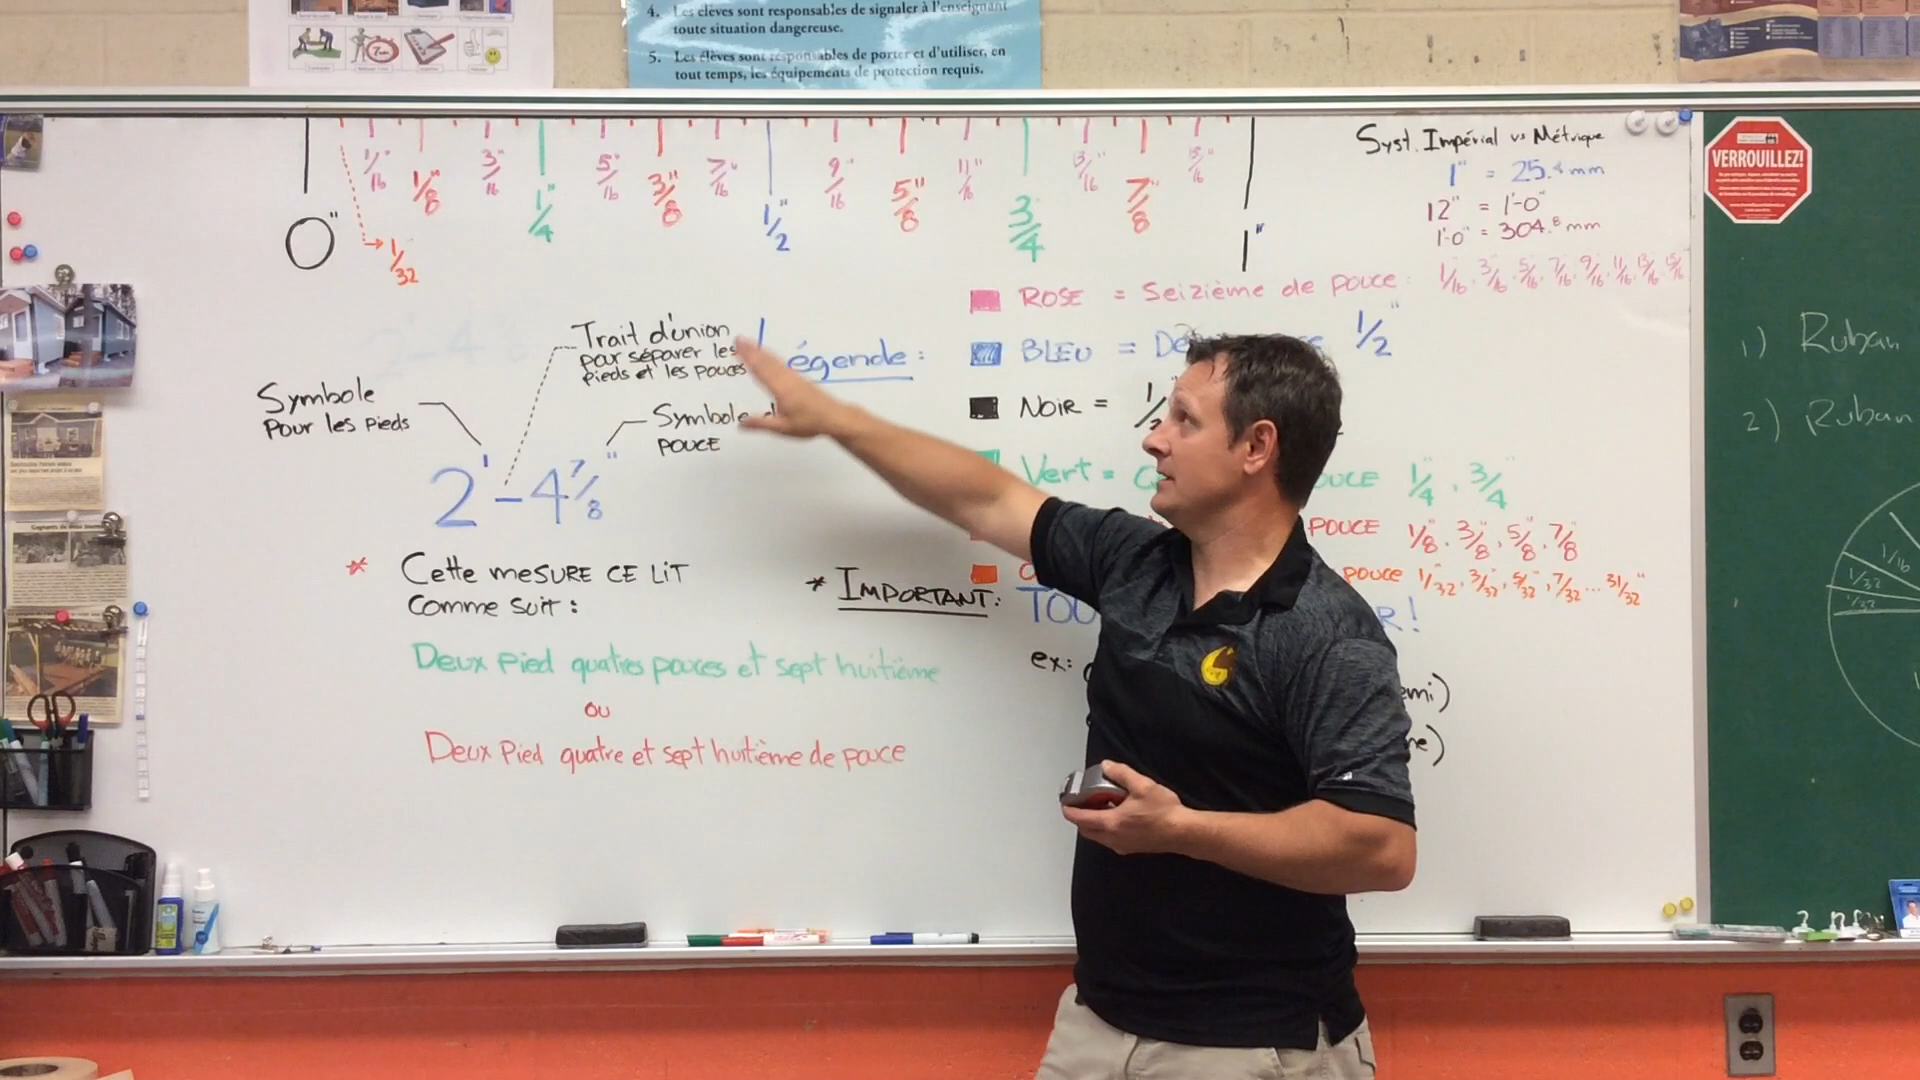 4. Les élèves sont responsables de signaler à l'enseignant
toute situation dangereuse.
5. Les élèves sont responsables de porter et d'utiliser, en
tout temps, les équipements de protection requis.
0" 1/16" 1/8" 3/16" 1/4" 5/16" 3/8" 7/16" 1/2" 9/16" 5/8" 11/16" 3/4" 13/16" 7/8" 15/16" 1"
1/32
Syst. Impérial vs Métrique
1" = 25.4 mm
12" = 1'-0"
1'-0" = 304.8 mm
VERROUILLEZ!
Trait d'union
pour séparer les
pieds et les pouces
Symbole
Pour les pieds
Symbole
POUCE
2'-4 7/8"
* Cette meSURE CE LiT
Comme suit :
Deux Pied quatres pouces et sept huitième
ou
Deux Pied quatre et sept huitième de pouce
Légende :
ROSE = Seizième de pouce : 1/16, 3/16, 5/16, 7/16, 9/16, 11/16, 13/16, 15/16
BLEU = 1/2"
NOIR =
Vert = POUCE 1/4, 3/4"
POUCE 1/8", 3/8", 5/8", 7/8"
pouce 1/32", 3/32", 5/32", 7/32"... 31/32"
* IMPORTANT:
ex:
1) Ruban
2) Ruban
1/16
1/32
1/32